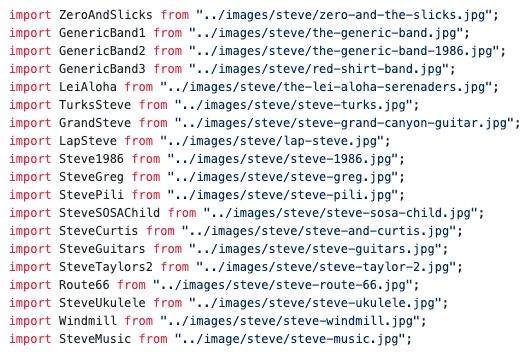 import ZeroAndSlicks from "../images/steve/zero-and-the-slicks.jpg";
import GenericBand1 from "../images/steve/the-generic-band.jpg";
import GenericBand2 from "../images/steve/the-generic-band-1986.jpg";
import GenericBand3 from "../images/steve/red-shirt-band.jpg";
import LeiAloha from "../images/steve/the-lei-aloha-serenaders.jpg";
import TurksSteve from "../images/steve/steve-turks.jpg";
import GrandSteve from "../images/steve/steve-grand-canyon-guitar.jpg";
import LapSteve from "../images/steve/lap-steve.jpg";
import Steve1986 from "../images/steve/steve-1986.jpg";
import SteveGreg from "../images/steve/steve-greg.jpg";
import StevePili from "../images/steve/steve-pili.jpg";
import SteveSOSAChild from "../images/steve/steve-sosa-child.jpg";
import SteveCurtis from "../images/steve/steve-and-curtis.jpg";
import SteveGuitars from "../images/steve/steve-guitars.jpg";
import SteveTaylors2 from "../images/steve/steve-taylor-2.jpg";
import Route66 from "../images/steve/steve-route-66.jpg";
import SteveUkulele from "../images/steve/steve-ukulele.jpg";
import Windmill from "../images/steve/steve-windmill.jpg";
import SteveMusic from "../images/steve/steve-music.jpg";